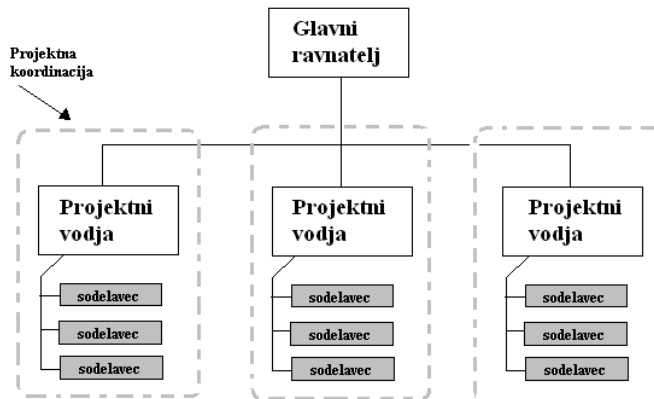 Glavni
ravnatelj
Projektna
koordinacija
Projektni
vodja
Projektni
vodja
Projektni
vodja
sodelavec
sodelavec
sodelavec
sodelavec
sodelavec
sodelavec
sodelavec
sodelavec
sodelavec